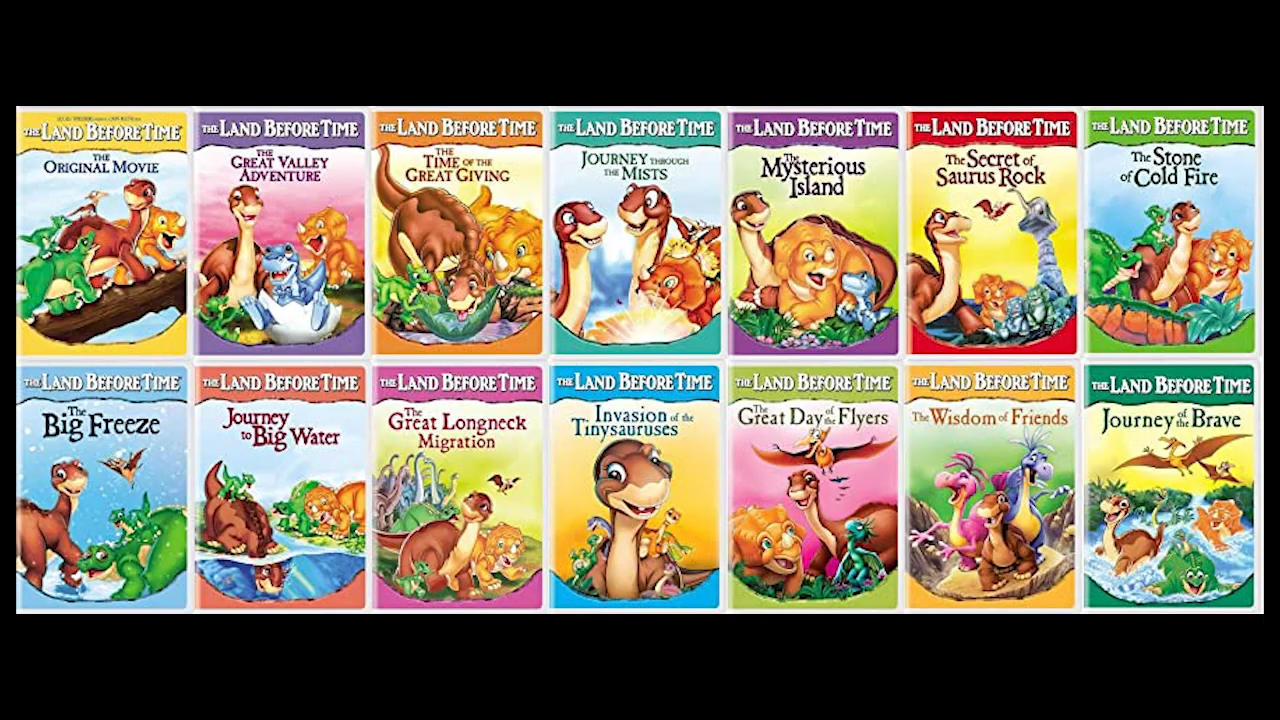 THE LAND BEFORE TIME
THE
ORIGINAL MOVIE
THE LAND BEFORE TIME
THE
GREAT VALLEY
ADVENTURE
THE LAND BEFORE TIME
THE
TIME OF THE
GREAT GIVING
THE LAND BEFORE TIME
JOURNEY THROUGH
THE MISTS
THE LAND BEFORE TIME
The
Mysterious
Island
THE LAND BEFORE TIME
The Secret of
Saurus Rock
THE LAND BEFORE TIME
The Stone
of Cold Fire
THE LAND BEFORE TIME
The
Big Freeze
THE LAND BEFORE TIME
Journey
to Big Water
THE LAND BEFORE TIME
The
Great Longneck
Migration
THE LAND BEFORE TIME
Invasion of the
Tinysauruses
THE LAND BEFORE TIME
The Great Day of the Flyers
THE LAND BEFORE TIME
The Wisdom of Friends
THE LAND BEFORE TIME
Journey of the Brave